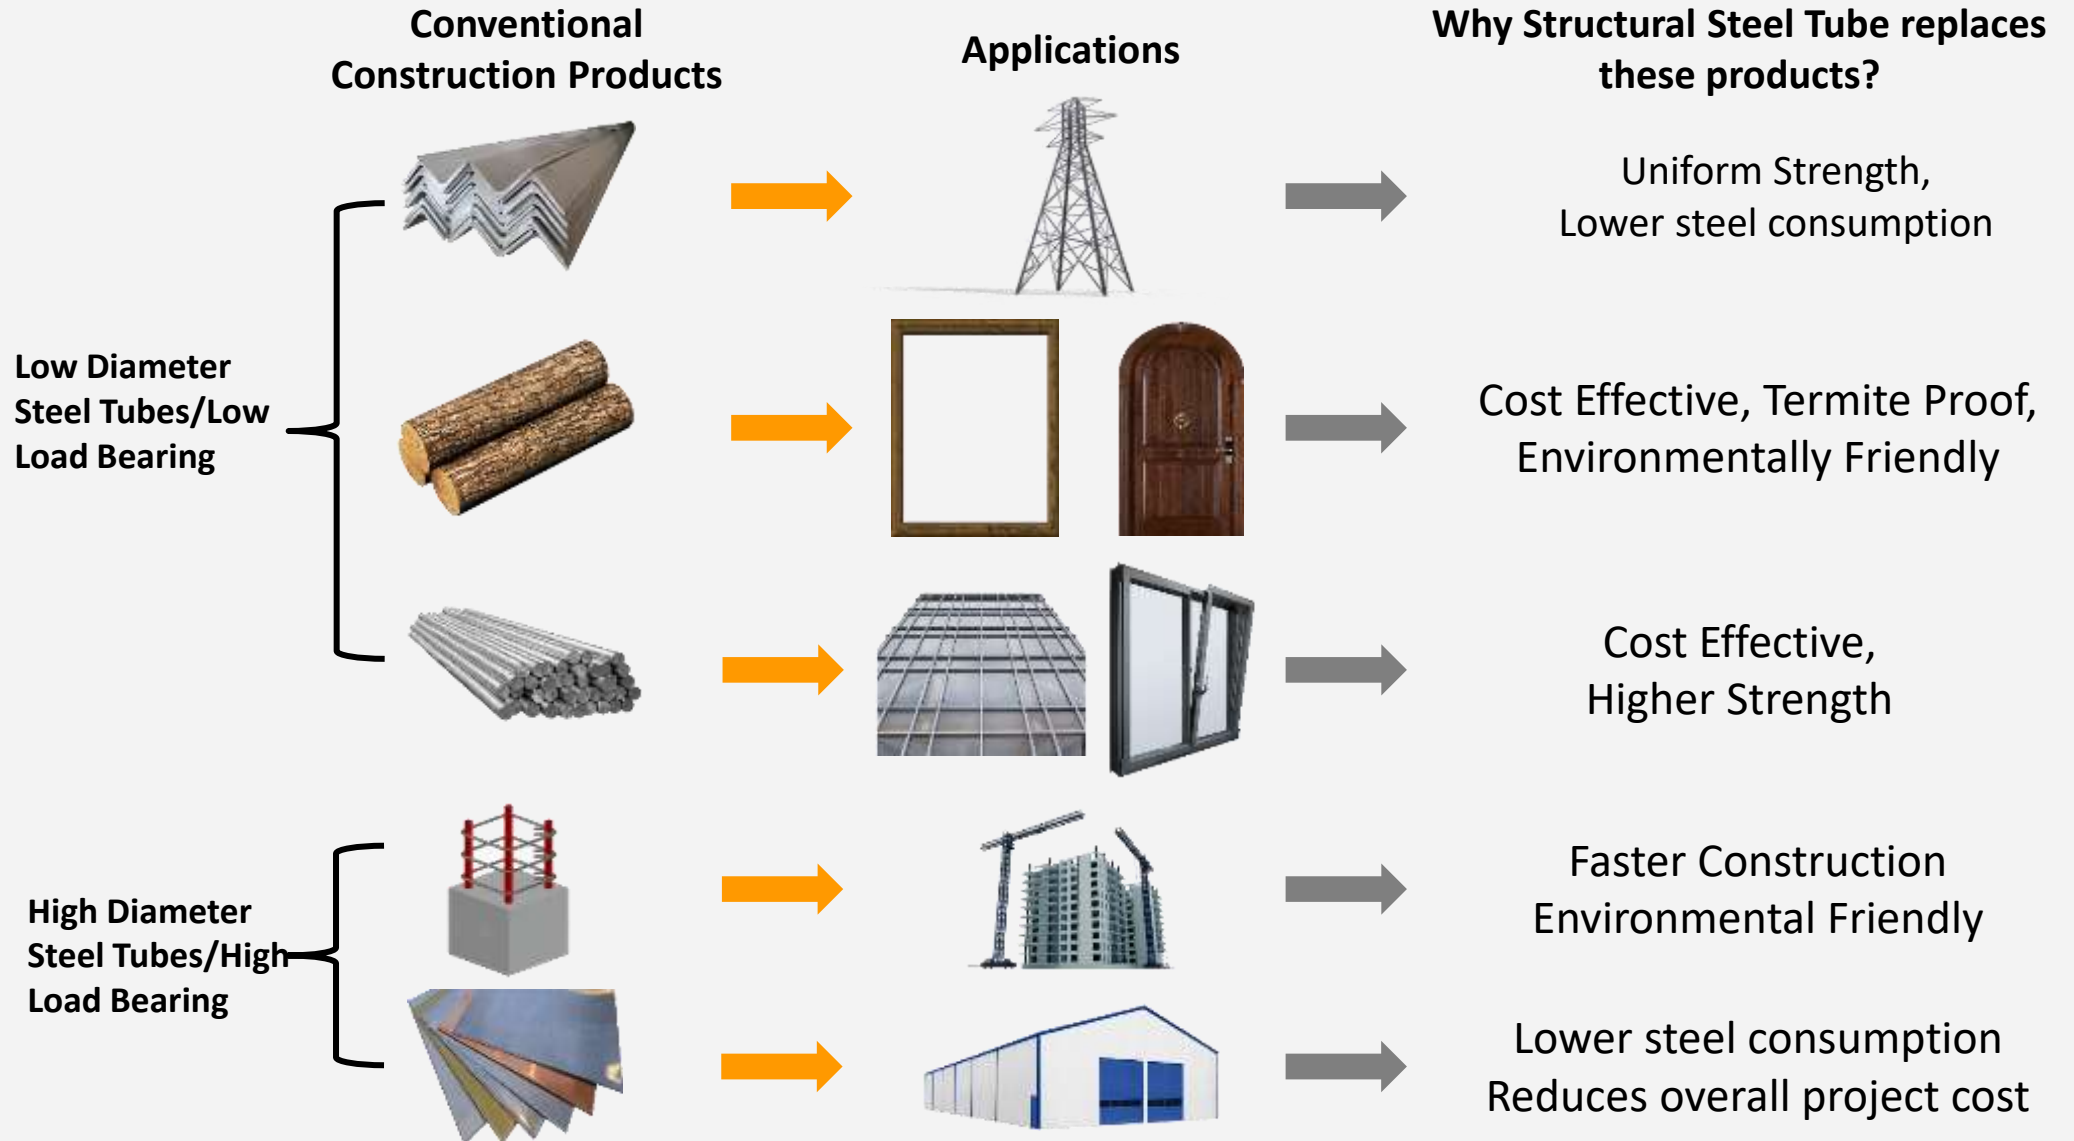 Conventional
Construction Products
Applications
Why Structural Steel Tube replaces
these products?
Low Diameter
Steel Tubes/Low
Load Bearing
Uniform Strength,
Lower steel consumption
Cost Effective, Termite Proof,
Environmentally Friendly
Cost Effective,
Higher Strength
High Diameter
Steel Tubes/High
Load Bearing
Faster Construction
Environmental Friendly
Lower steel consumption
Reduces overall project cost